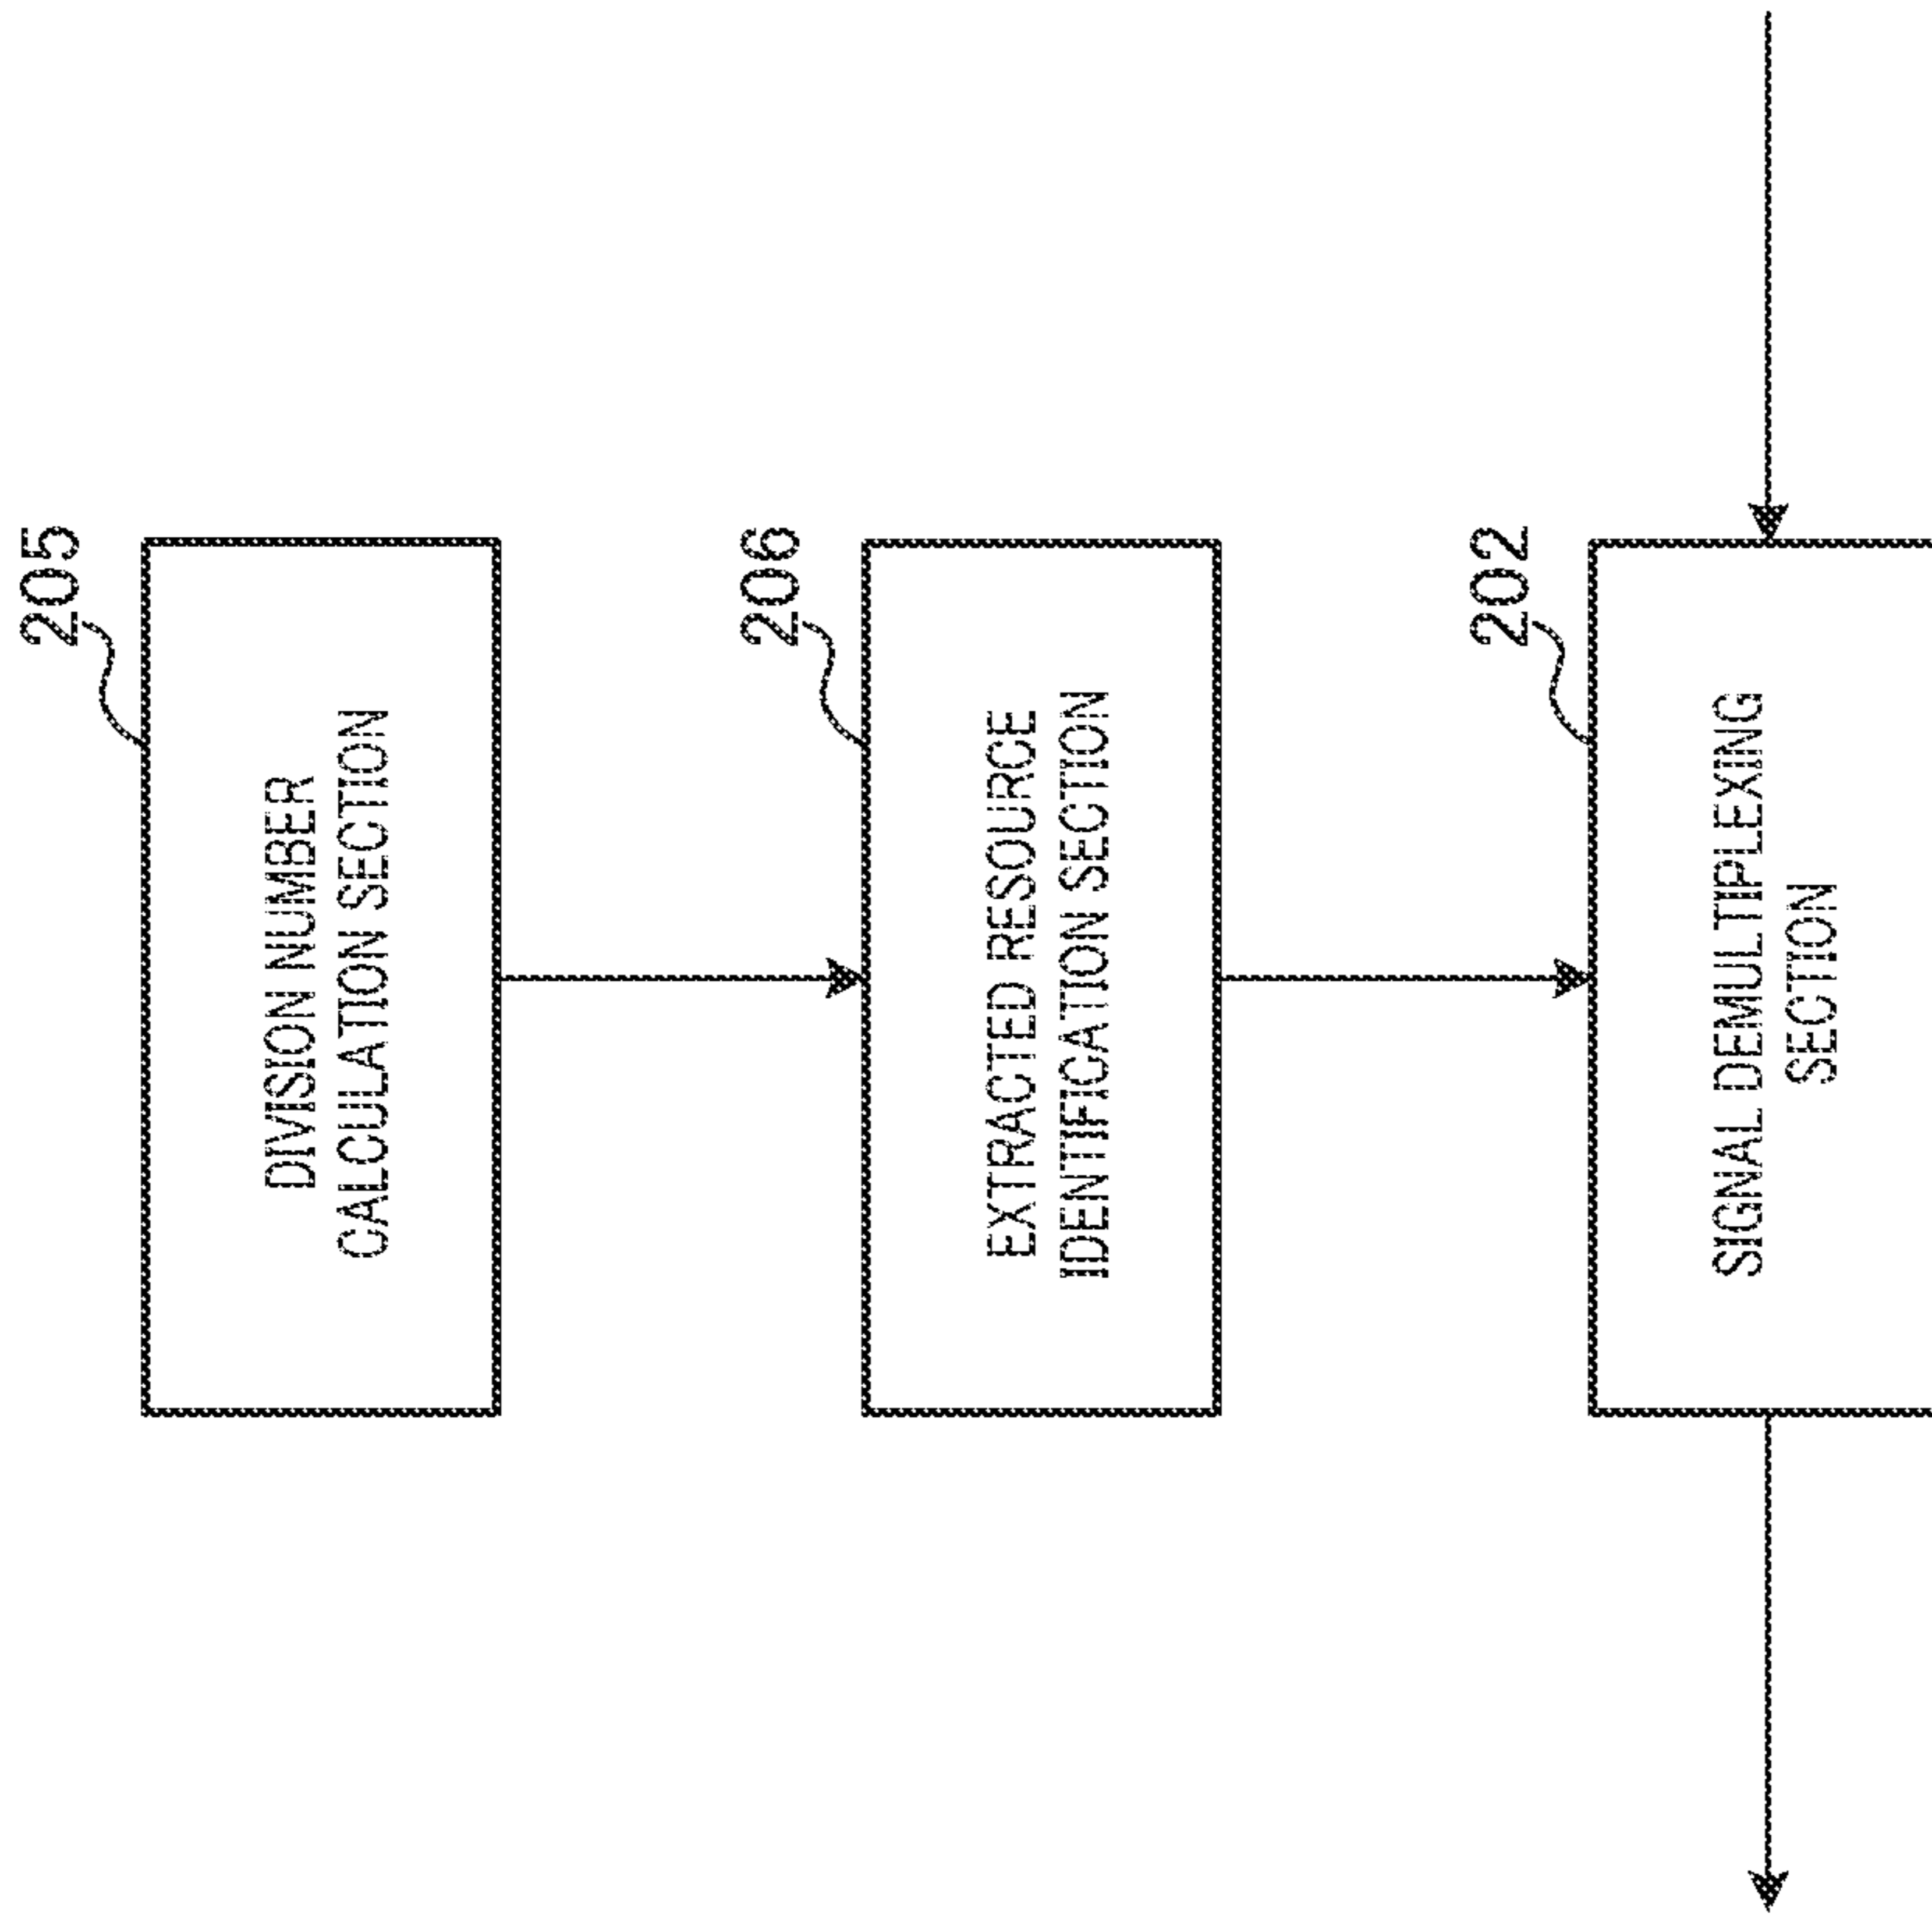 205
DIVISION NUMBER
CALCULATION SECTION
206
EXTRACTED RESOURCE
IDENTIFICATION SECTION
202
SIGNAL DEMULTIPLEXING
SECTION